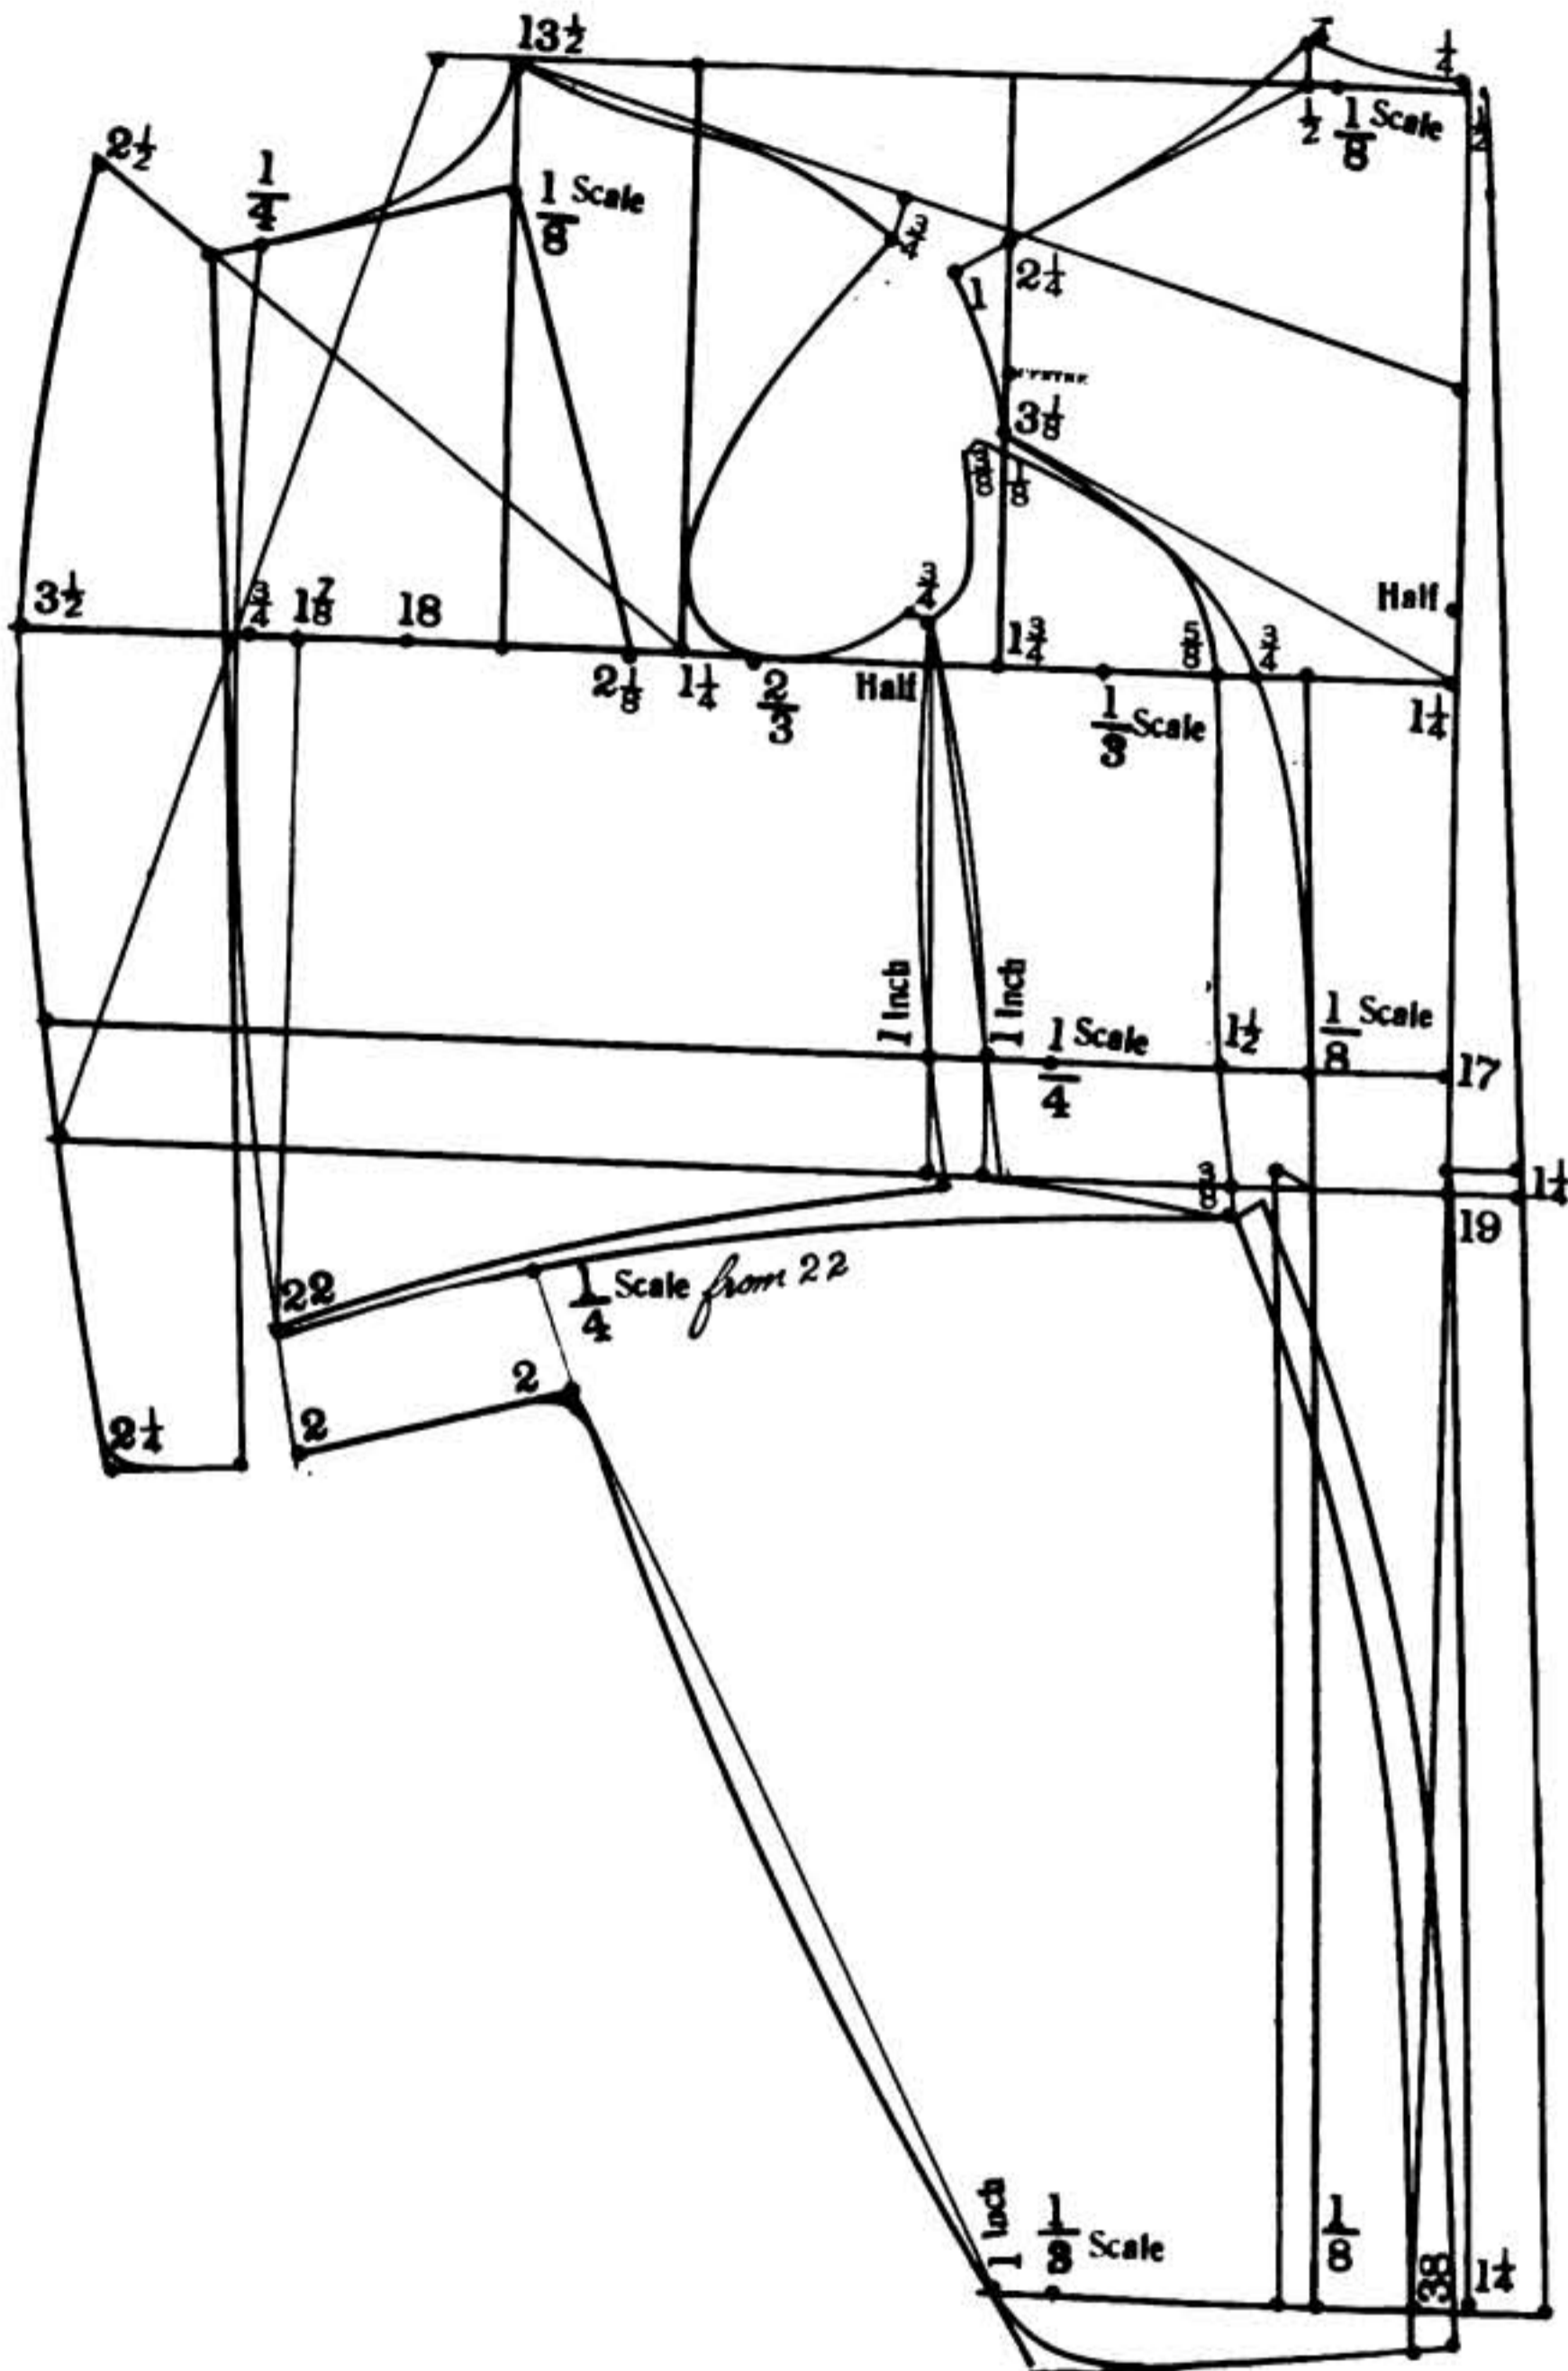 13½
¼
½ ⅛ Scale ½
2½
¼
⅛ Scale
¾
2¼
1
3⅛
⅜ ⅛
Half
3½ ¾ 1⅞ 18
¾
1¾ ⅝ ¾
2⅛ 1¼ ⅔ Half
⅓ Scale 1¼
1 Inch 1 Inch
¼ Scale 1½ ⅛ Scale 17
⅜ 1¼
19
22 ¼ Scale from 22
2
2¼ 2
1 Inch ⅓ Scale ⅛ 38 1¼